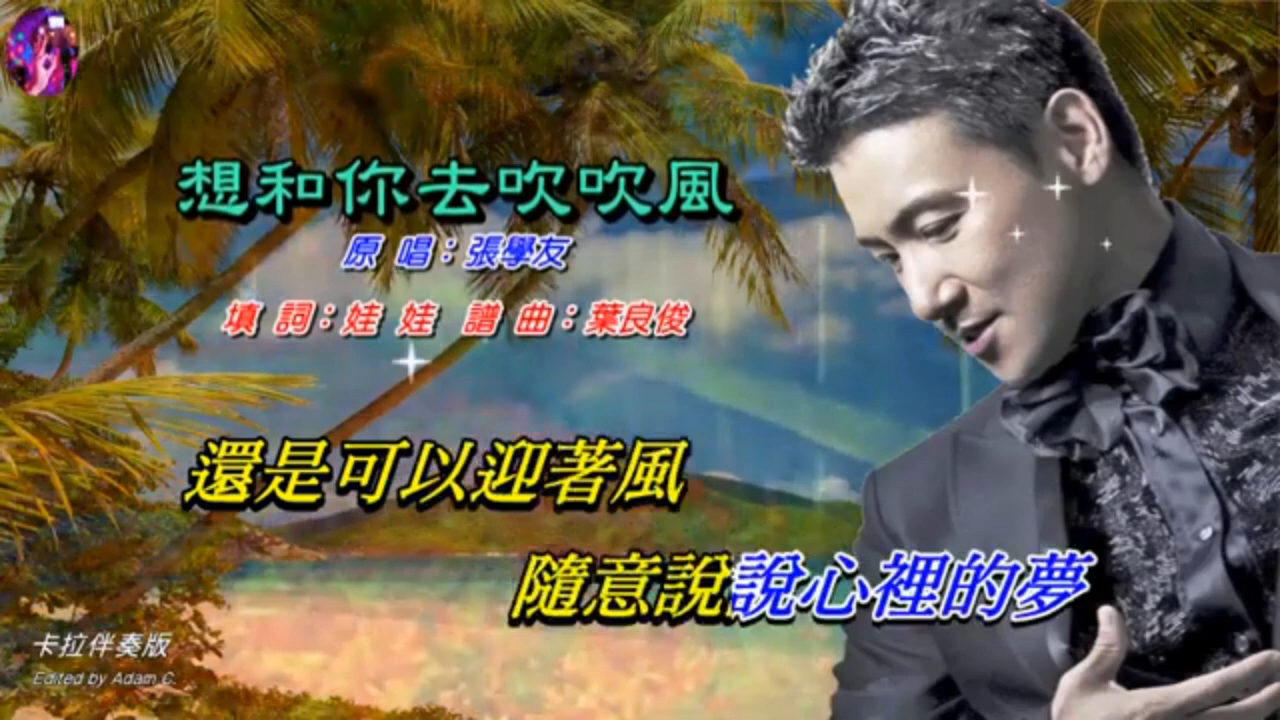 想和你去吹吹風
原 唱：張學友
填 詞：娃 娃 譜 曲：葉良俊
還是可以迎著風
隨意說說心裡的夢
卡拉伴奏版
Edited by Adam C.